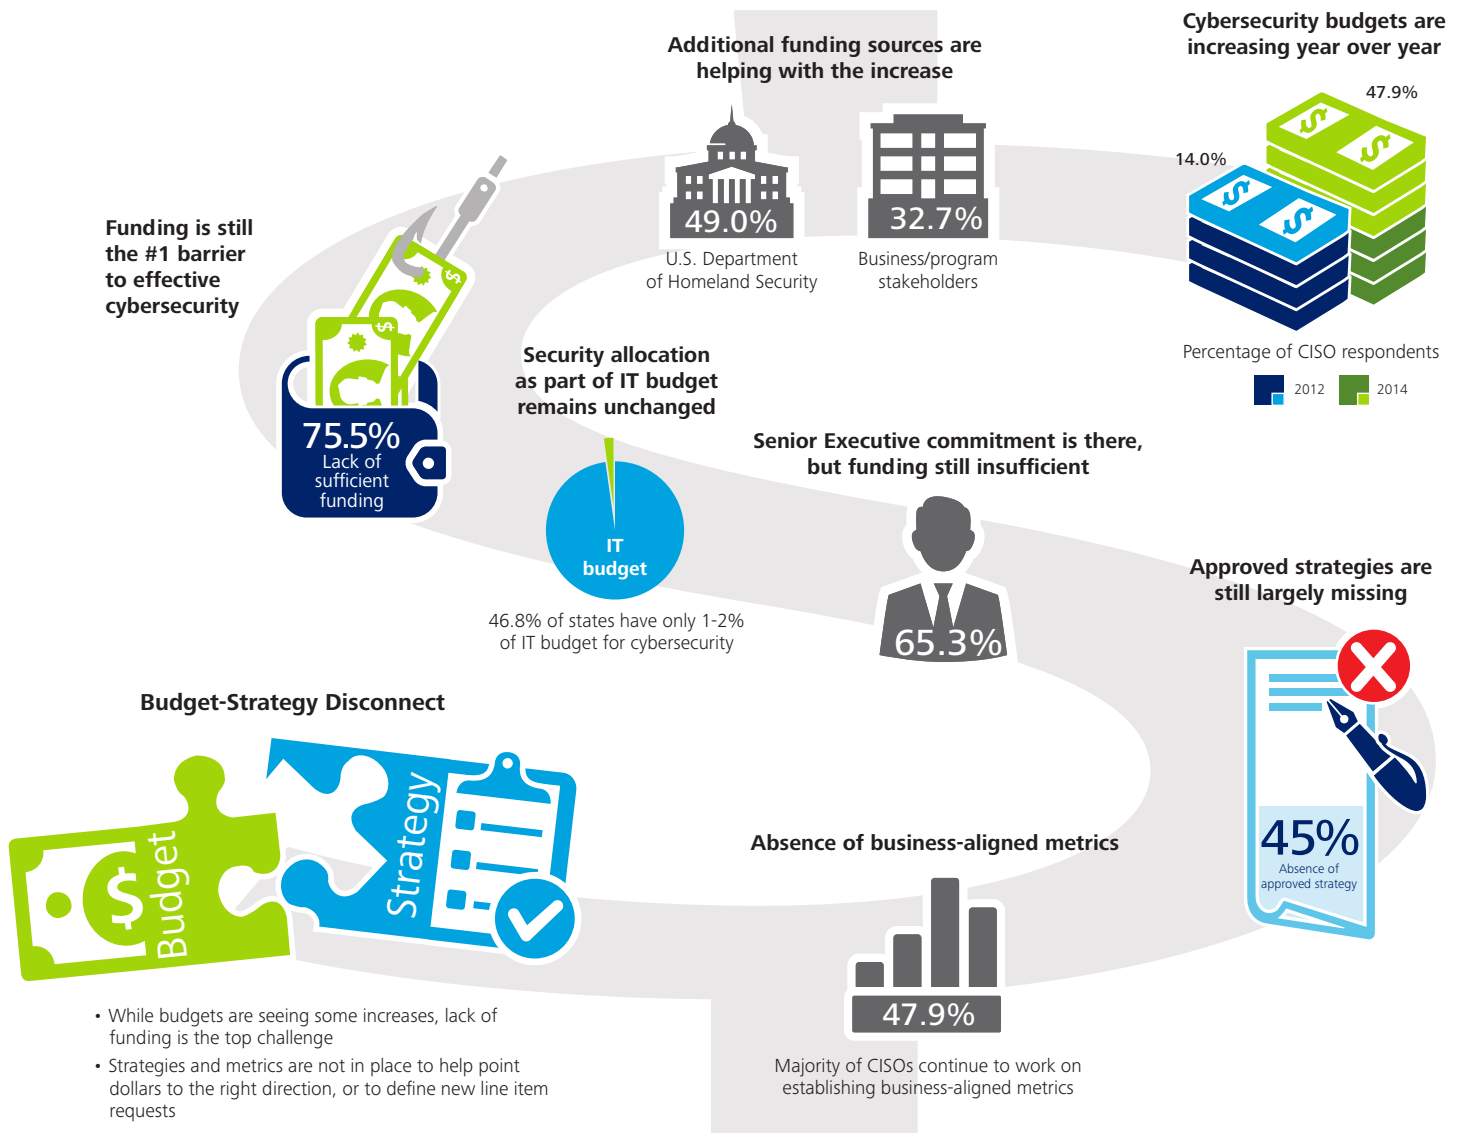 Cybersecurity budgets are
increasing year over year
47.9%
14.0%
Percentage of CISO respondents
2012
2014
Additional funding sources are
helping with the increase
49.0%
U.S. Department
of Homeland Security
32.7%
Business/program
stakeholders
Funding is still
the #1 barrier
to effective
cybersecurity
$
$
75.5%
Lack of
sufficient
funding
Security allocation
as part of IT budget
remains unchanged
IT
budget
46.8% of states have only 1-2%
of IT budget for cybersecurity
Senior Executive commitment is there,
but funding still insufficient
65.3%
Approved strategies are
still largely missing
45%
Absence of
approved strategy
Absence of business-aligned metrics
47.9%
Majority of CISOs continue to work on
establishing business-aligned metrics
Budget-Strategy Disconnect
$
Budget
Strategy
• While budgets are seeing some increases, lack of
funding is the top challenge
• Strategies and metrics are not in place to help point
dollars to the right direction, or to define new line item
requests